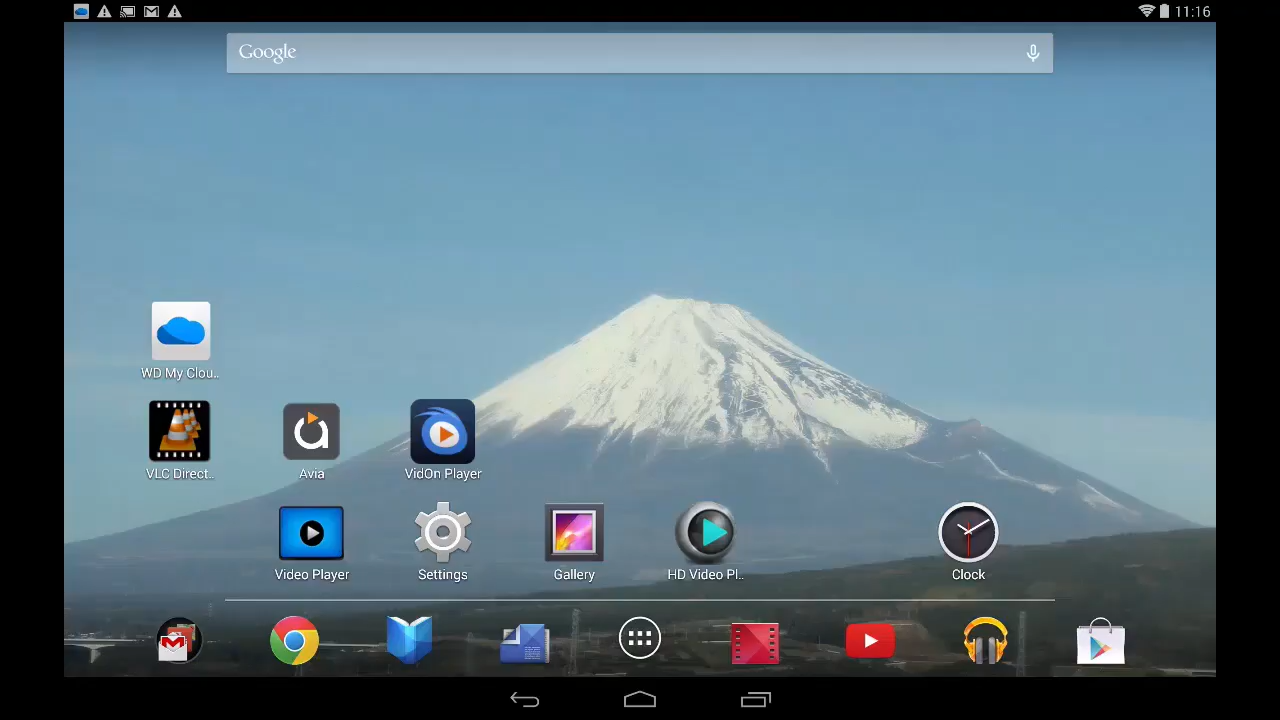 11:16
Google
WD My Clou..
VLC Direct..
Avia
VidOn Player
Video Player
Settings
Gallery
HD Video Pl..
Clock